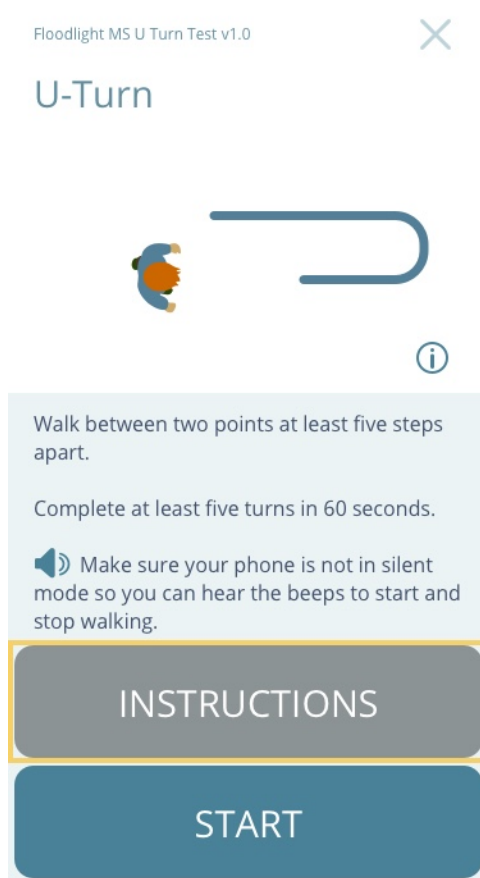 Floodlight MS U Turn Test v1.0
U-Turn
Walk between two points at least five steps
apart.
Complete at least five turns in 60 seconds.
Make sure your phone is not in silent
mode so you can hear the beeps to start and
stop walking.
INSTRUCTIONS
START